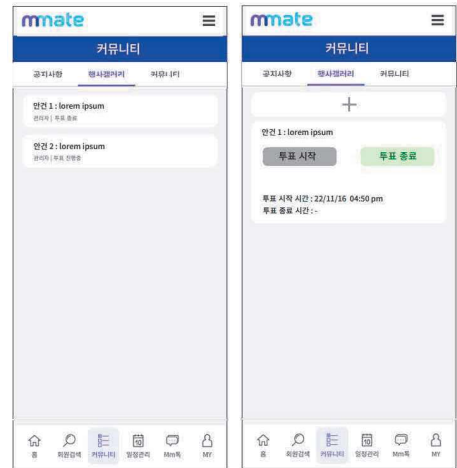 mmate
커뮤니티
공지사항 행사갤러리 커뮤니티
안건 1 : lorem ipsum
관리자 | 투표 종료
안건 2 : lorem ipsum
관리자 | 투표 진행중
홈 회원검색 커뮤니티 일정관리 Mm톡 MY
mmate
커뮤니티
공지사항 행사갤러리 커뮤니티
+
안건 1 : lorem ipsum
투표 시작 투표 종료
투표 시작 시간 : 22/11/16 04:50 pm
투표 종료 시간 : -
홈 회원검색 커뮤니티 일정관리 Mm톡 MY